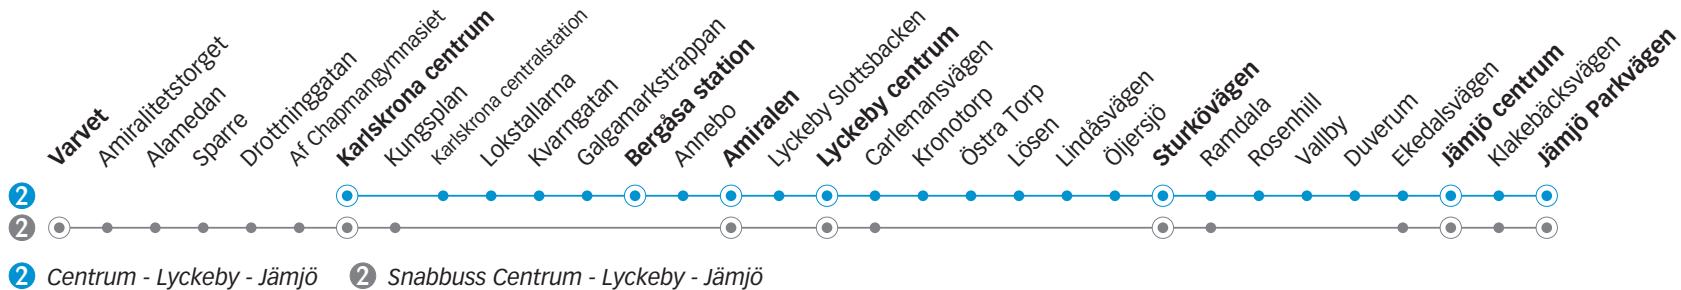 Varvet
Amiralitetstorget
Alamedan
Sparre
Drottninggatan
Af Chapmangymnasiet
Karlskrona centrum
Kungsplan
Karlskrona centralstation
Lokstallarna
Kvarngatan
Galgamarkstrappan
Bergåsa station
Annebo
Amiralen
Lyckeby Slottsbacken
Lyckeby centrum
Carlemansvägen
Kronotorp
Östra Torp
Lösen
Lindåsvägen
Öljersjö
Sturkövägen
Ramdala
Rosenhill
Vallby
Duverum
Ekedalsvägen
Jämjö centrum
Klakebäcksvägen
Jämjö Parkvägen
2
2
2 Centrum - Lyckeby - Jämjö 2 Snabbuss Centrum - Lyckeby - Jämjö